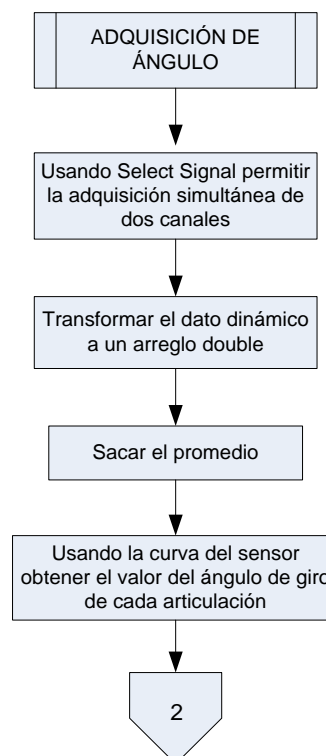 ADQUISICIÓN DE
ÁNGULO
Usando Select Signal permitir
la adquisición simultánea de
dos canales
Transformar el dato dinámico
a un arreglo double
Sacar el promedio
Usando la curva del sensor
obtener el valor del ángulo de giro
de cada articulación
2